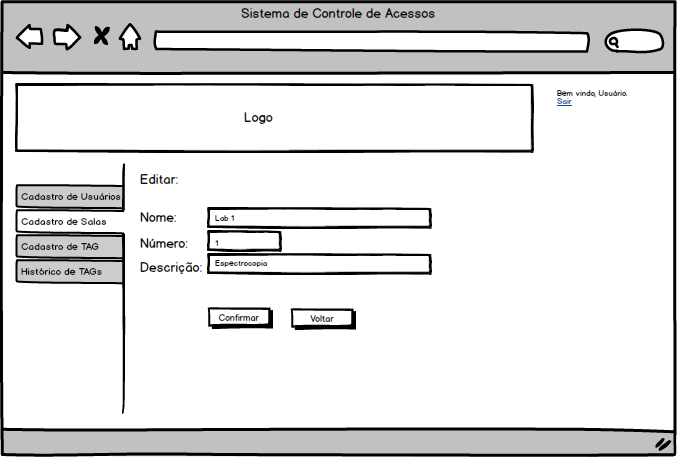 Sistema de Controle de Acessos
Bem vindo, Usuário.
Sair
Logo
Cadastro de Usuários
Cadastro de Salas
Cadastro de TAG
Histórico de TAGs
Editar:
Nome: Lab 1
Número: 1
Descrição: Espectrocopia
Confirmar Voltar